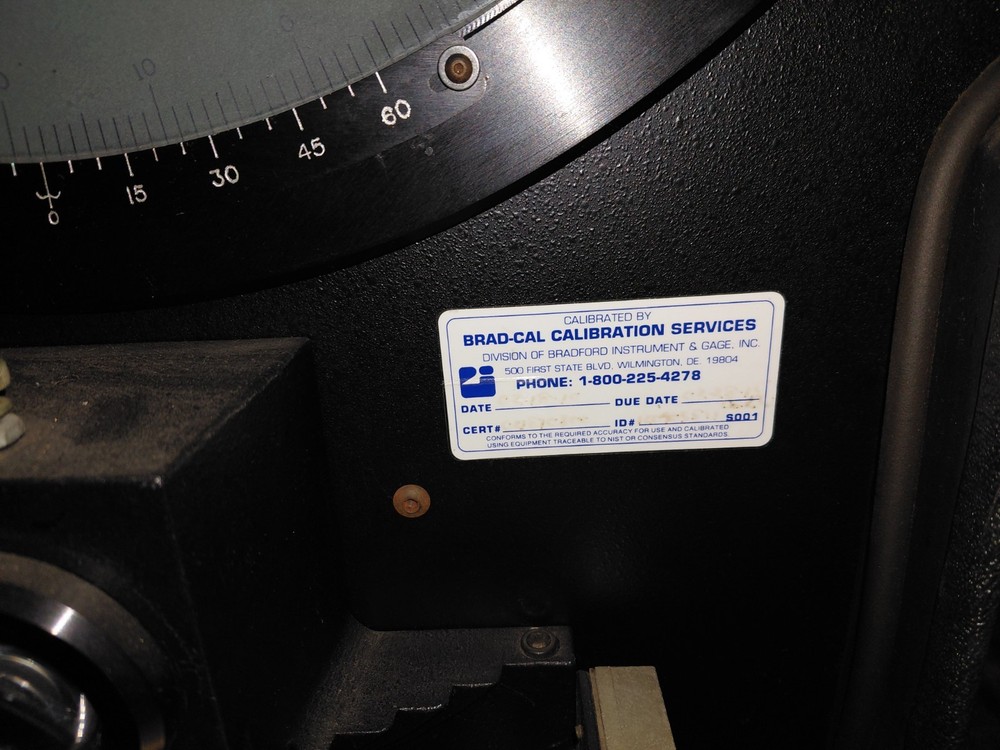 0
10
0
0 15 30 45 60
CALIBRATED BY
BRAD-CAL CALIBRATION SERVICES
DIVISION OF BRADFORD INSTRUMENT & GAGE, INC.
500 FIRST STATE BLVD. WILMINGTON, DE. 19804
PHONE: 1-800-225-4278
DATE DUE DATE
CERT# ID# S001
CONFORMS TO THE REQUIRED ACCURACY FOR USE AND CALIBRATED
USING EQUIPMENT TRACEABLE TO NIST OR CONSENSUS STANDARDS.